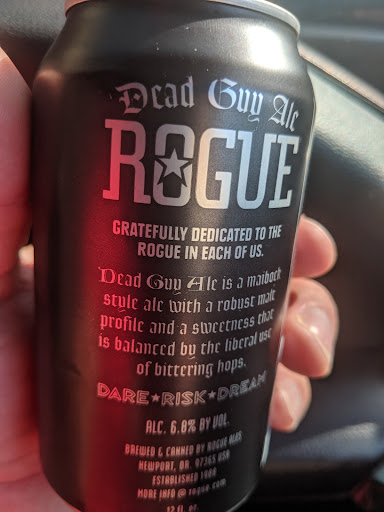 Dead Guy Ale
ROGUE
GRATEFULLY DEDICATED TO THE
ROGUE IN EACH OF US.
Dead Guy Ale is a maibock
style ale with a robust malt
profile and a sweetness that
is balanced by the liberal use
of bittering hops.
DARE★RISK★DREAM
ALC. 6.8% BY VOL.
BREWED & CANNED BY ROGUE ALES
NEWPORT, OR. 97365 USA
ESTABLISHED 1988
MORE INFO @ rogue.com
12 fl. oz.